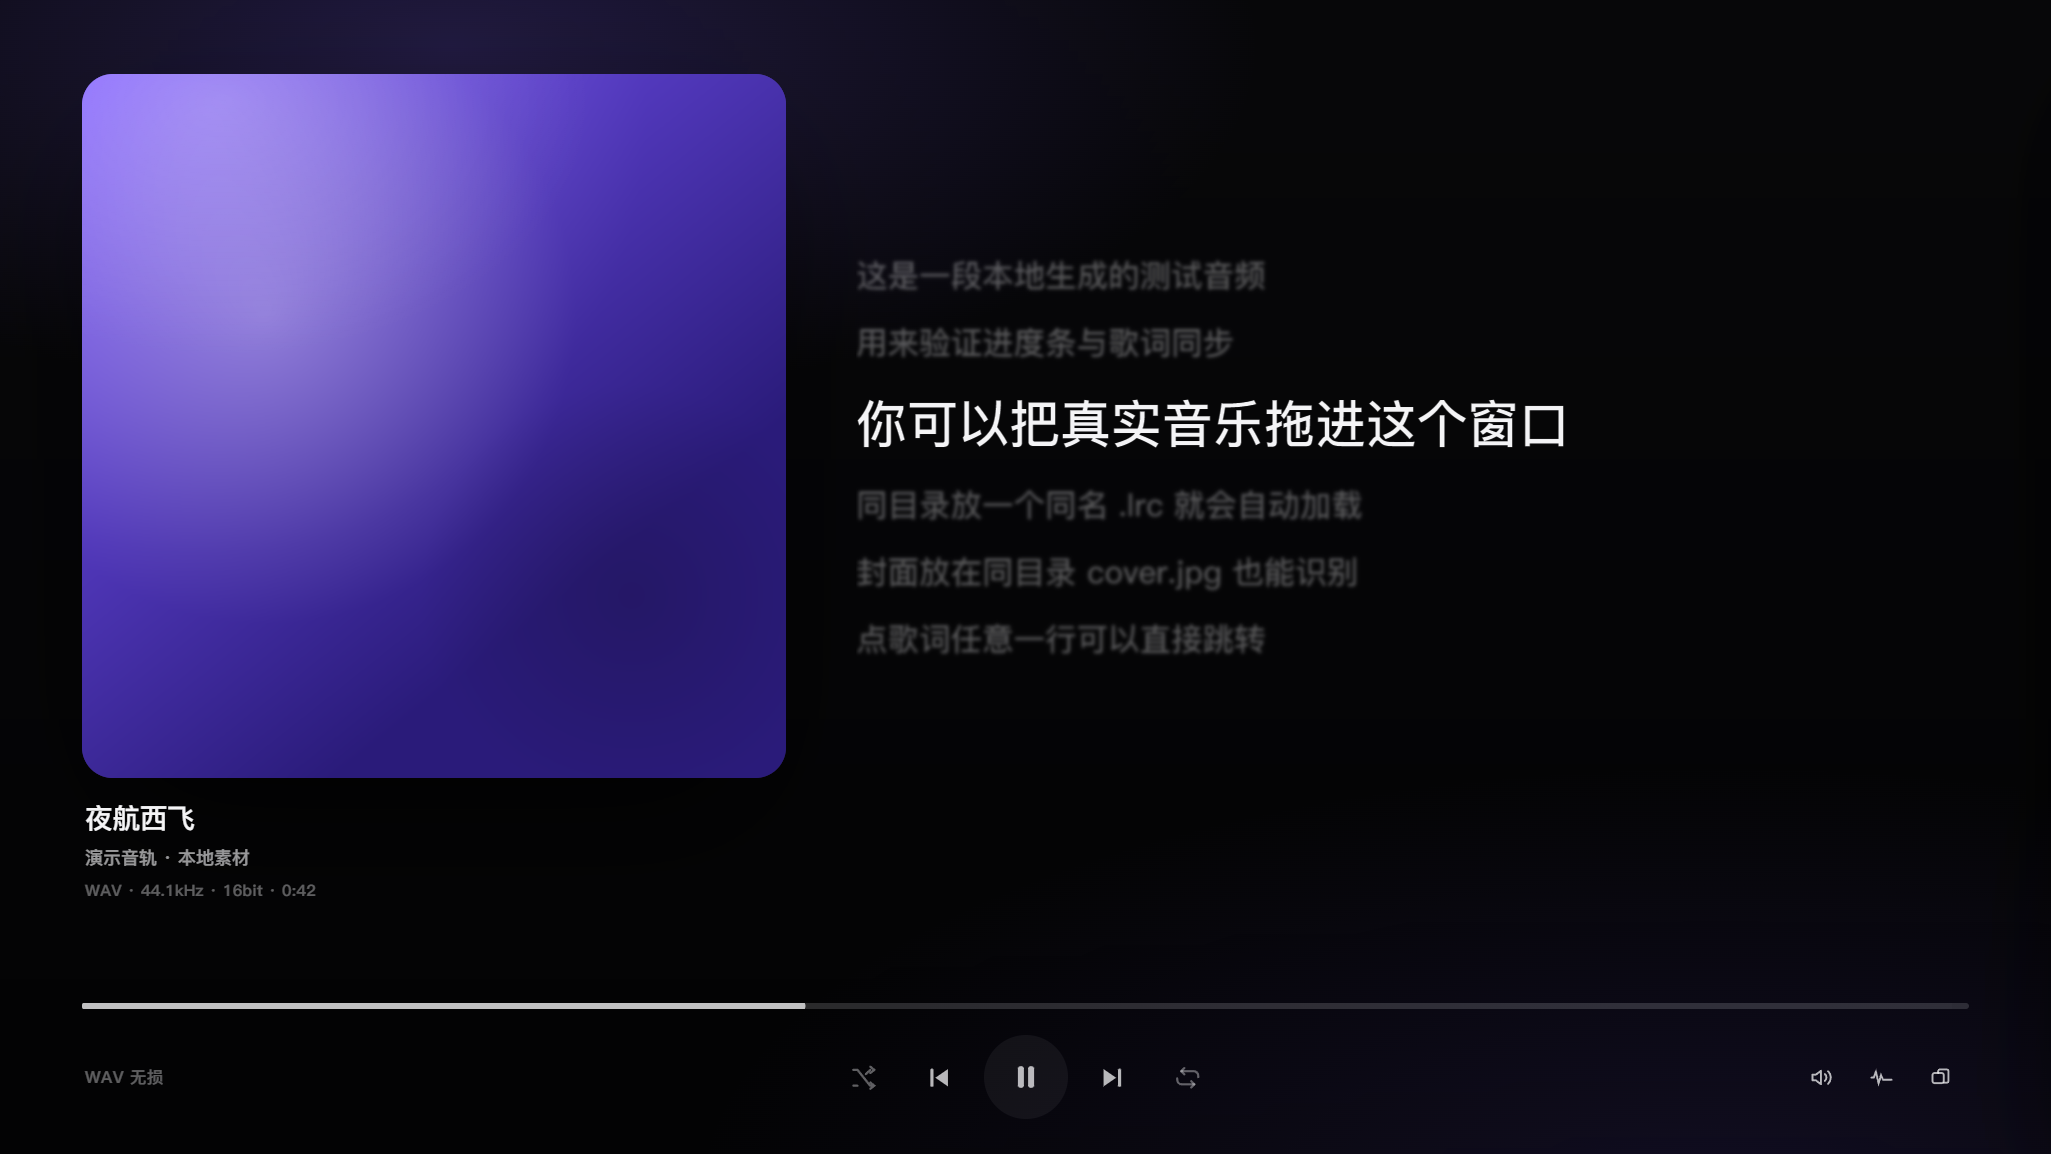 这是一段本地生成的测试音频
用来验证进度条与歌词同步
你可以把真实音乐拖进这个窗口
同目录放一个同名 .lrc 就会自动加载
封面放在同目录 cover.jpg 也能识别
点歌词任意一行可以直接跳转
夜航西飞
演示音轨 · 本地素材
WAV · 44.1kHz · 16bit · 0:42
WAV 无损